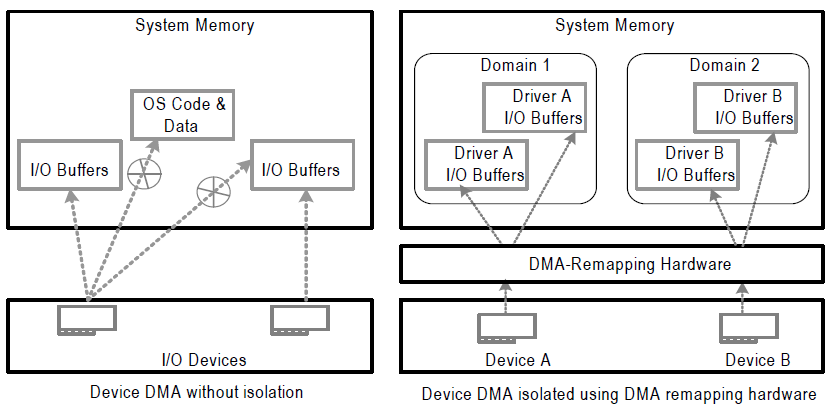 System Memory
OS Code &
Data
I/O Buffers
I/O Buffers
I/O Devices
Device DMA without isolation
System Memory
Domain 1
Driver A
I/O Buffers
Driver A
I/O Buffers
Domain 2
Driver B
I/O Buffers
Driver B
I/O Buffers
DMA-Remapping Hardware
Device A
Device B
Device DMA isolated using DMA remapping hardware